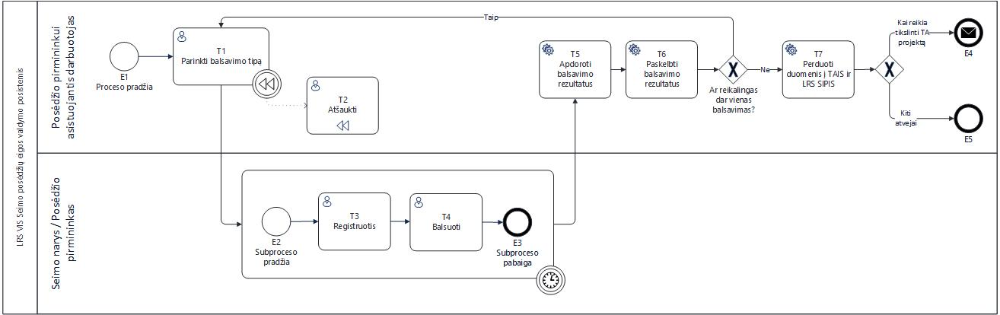 LRS VIS Seimo posėdžių eigos valdymo posistemis
Posėdžio pirmininkui
asistuojantis darbuotojas
E1
Proceso pradžia
T1
Parinkti balsavimo tipą
T2
Atšaukti
Taip
T5
Apdoroti
balsavimo
rezultatus
T6
Paskelbti
balsavimo
rezultatus
Ar reikalingas
dar vienas
balsavimas?
Ne
T7
Perduoti
duomenis į TAIS ir
LRS SIPIS
Kai reikia
tikslinti TA
projektą
E4
Kiti
atvejai
E5
Seimo narys / Posėdžio
pirmininkas
E2
Subproceso
pradžia
T3
Registruotis
T4
Balsuoti
E3
Subproceso
pabaiga